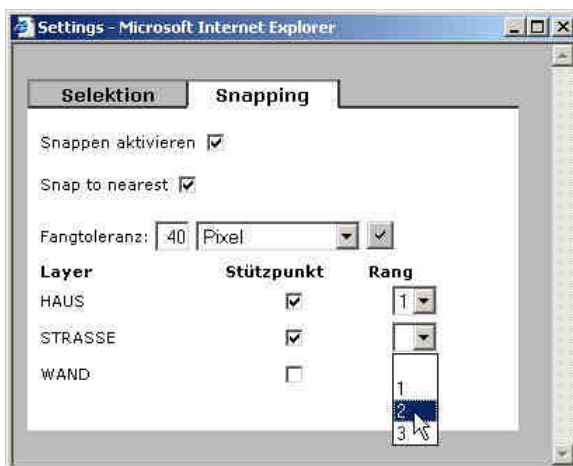 Settings - Microsoft Internet Explorer
Selektion Snapping
Snappen aktivieren
Snap to nearest
Fangtoleranz: 40 Pixel
Layer Stützpunkt Rang
HAUS 1
STRASSE
WAND
1
2
3